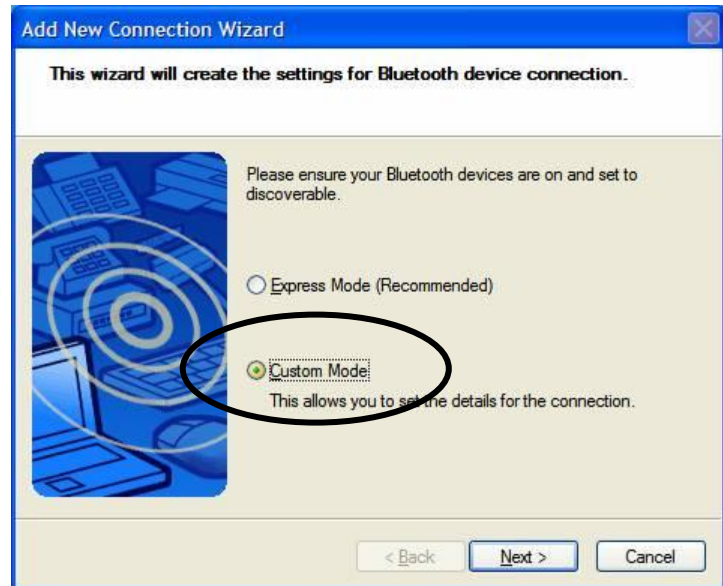 Add New Connection Wizard
This wizard will create the settings for Bluetooth device connection.
Please ensure your Bluetooth devices are on and set to
discoverable.
Express Mode (Recommended)
Custom Mode
This allows you to set the details for the connection.
< Back
Next >
Cancel